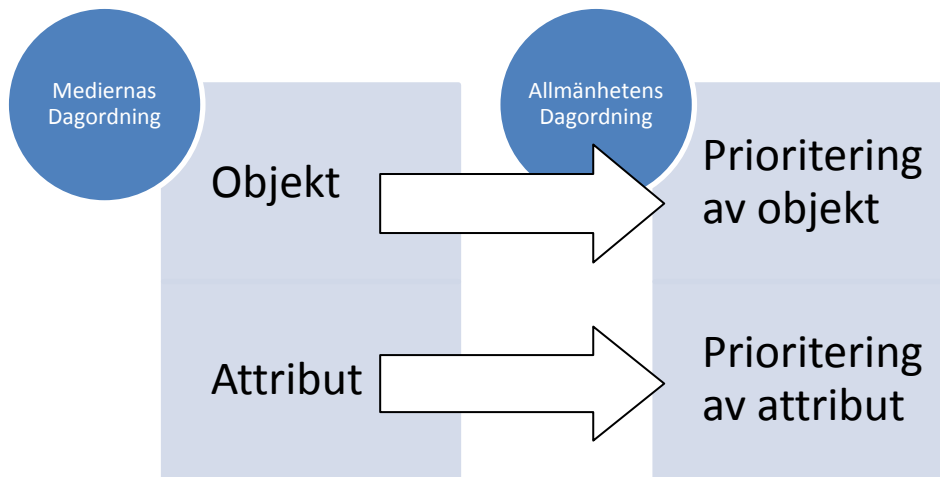 Mediernas
Dagordning
Allmänhetens
Dagordning
Objekt
Prioritering
av objekt
Attribut
Prioritering
av attribut